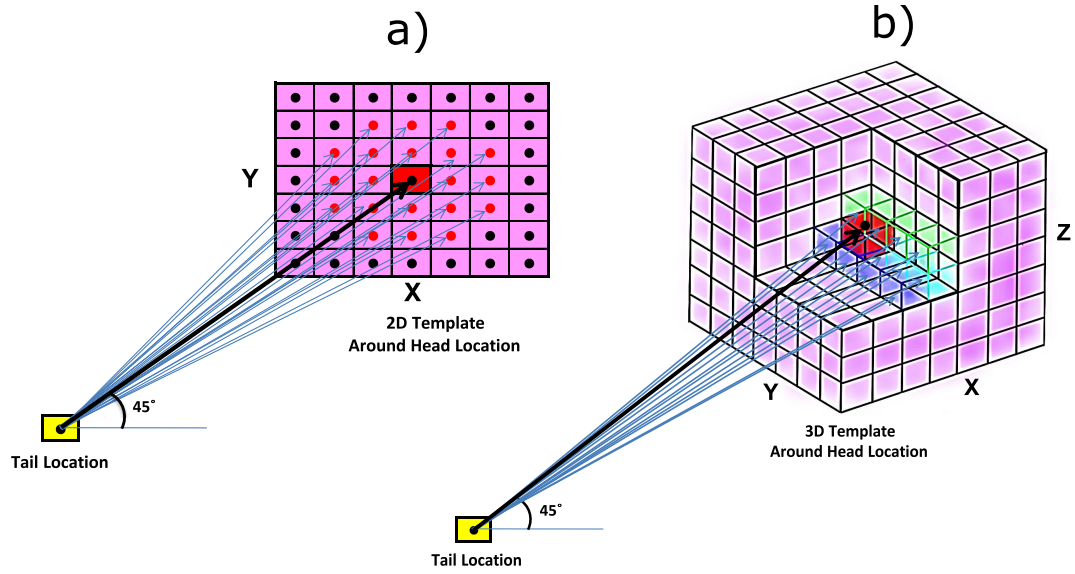 a)
b)
Y
X
2D Template
Around Head Location
45°
Tail Location
Z
Y
X
3D Template
Around Head Location
45°
Tail Location